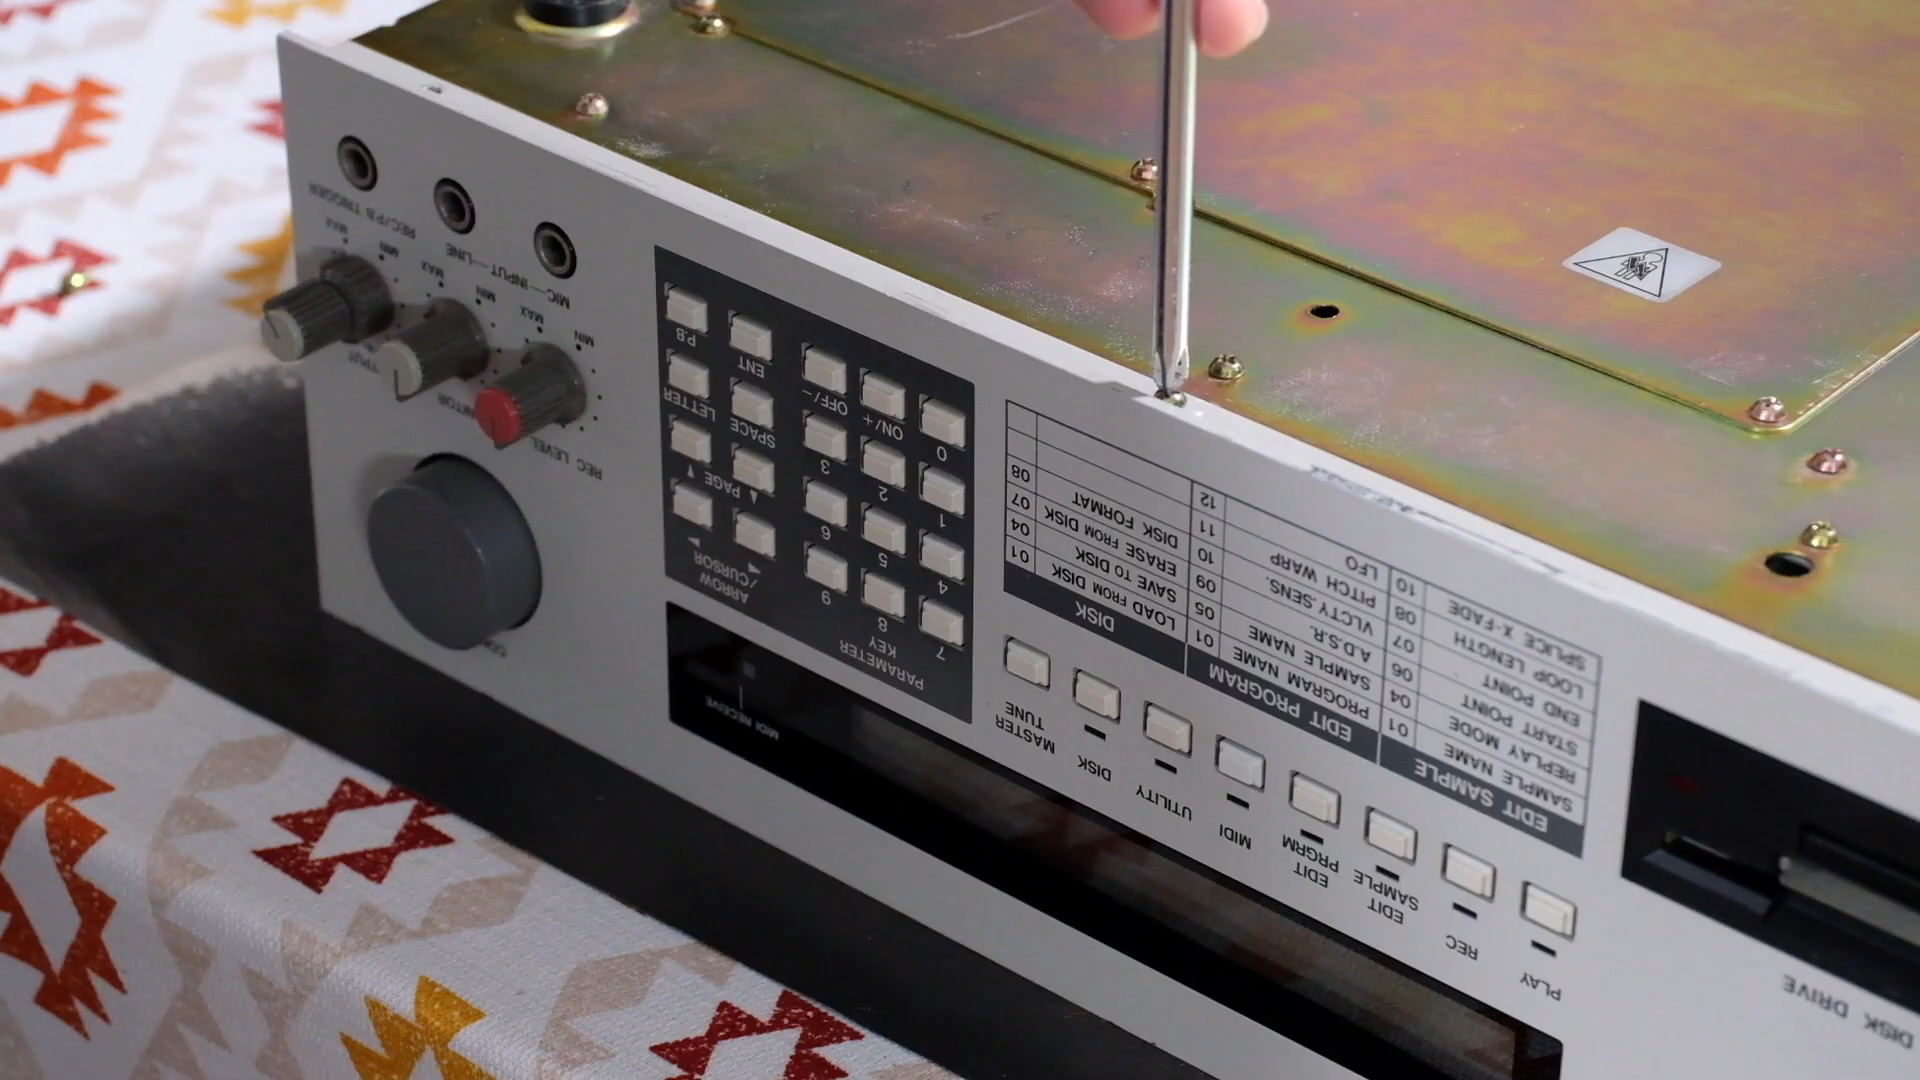 DISK DRIVE
PLAY
REC
EDIT
SAMPLE
EDIT
PRGRM
MIDI
UTILITY
DISK
MASTER
TUNE
EDIT SAMPLE
SAMPLE NAME 01
REPLAY MODE 04
START POINT 06
END POINT 07
LOOP LENGTH 08
SPLICE X-FADE 10
EDIT PROGRAM
PROGRAM NAME 01
SAMPLE NAME 05
A.D.S.R. 09
VLCTY.SENS. 10
PITCH WARP 11
LFO 12
DISK
LOAD FROM DISK 01
SAVE TO DISK 04
ERASE FROM DISK 07
DISK FORMAT 08
MIDI RECEIVE
PARAMETER
KEY
7 8 9
4 5 6
1 2 3
0 ON/+ OFF/−
ARROW
/CURSOR
◀ ▶
▲ PAGE ▼
SPACE LETTER
ENT P.B
REC LEVEL
MIN MAX
MIN MAX
MIN MAX
MIC—INPUT—LINE
REC/P.B TRIGGER